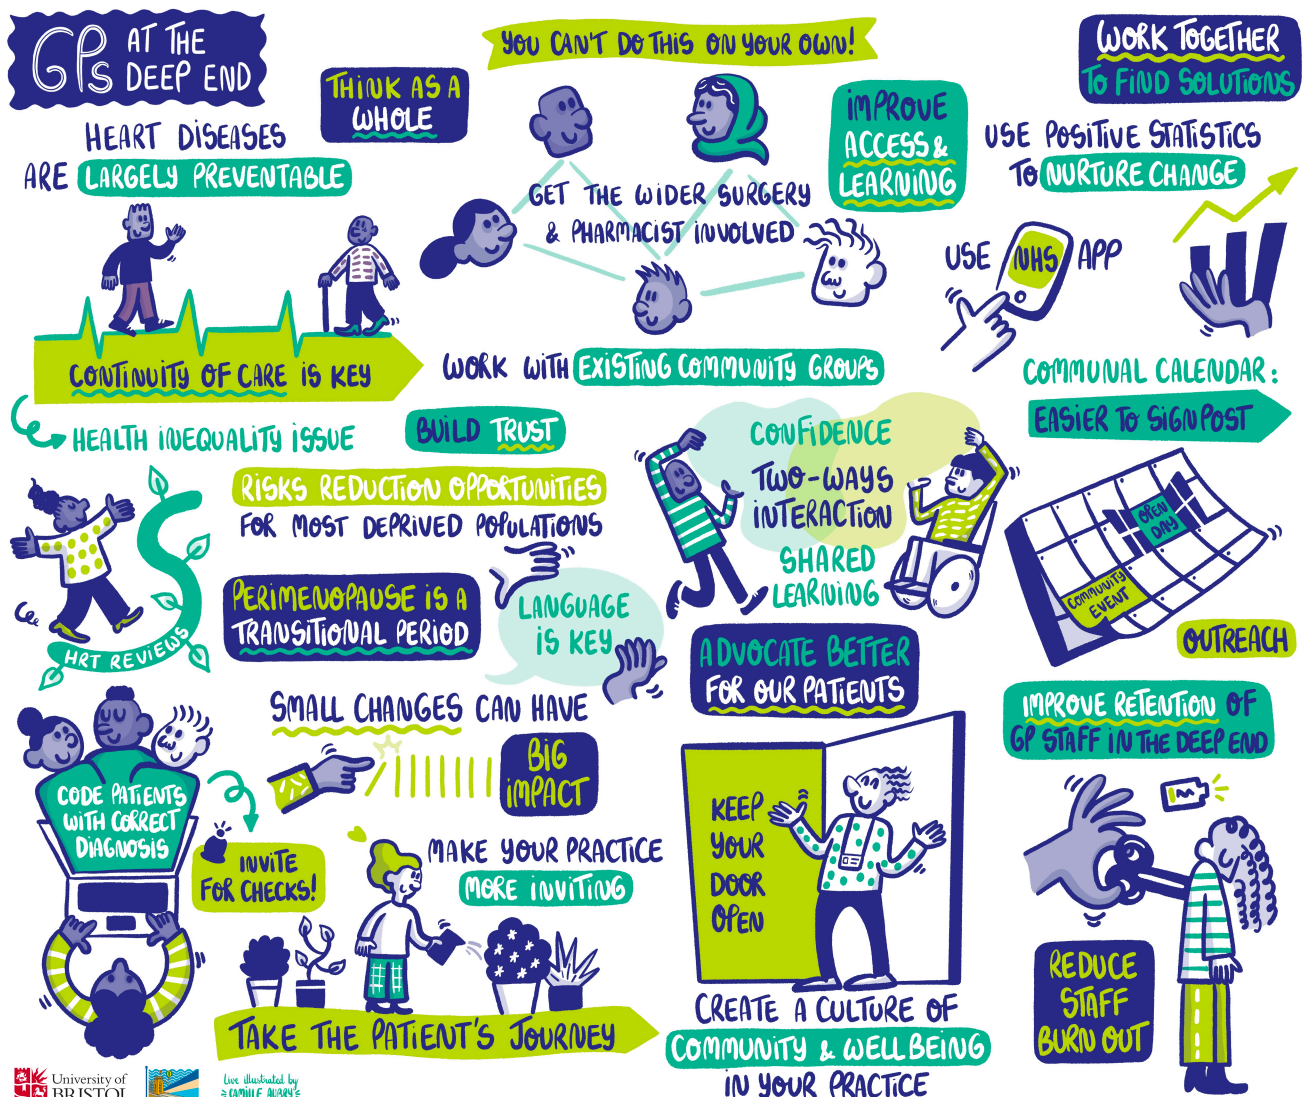 GPs AT THE
DEEP END
THINK AS A
WHOLE
YOU CAN'T DO THIS ON YOUR OWN!
WORK TOGETHER
TO FIND SOLUTIONS
HEART DISEASES
ARE LARGELY PREVENTABLE
GET THE WIDER SURGERY
& PHARMACIST INVOLVED
IMPROVE
ACCESS &
LEARNING
USE POSITIVE STATISTICS
TO NURTURE CHANGE
USE NHS APP
CONTINUITY OF CARE IS KEY
WORK WITH EXISTING COMMUNITY GROUPS
COMMUNAL CALENDAR:
EASIER TO SIGNPOST
HEALTH INEQUALITY ISSUE
BUILD TRUST
RISKS REDUCTION OPPORTUNITIES
FOR MOST DEPRIVED POPULATIONS
CONFIDENCE
TWO-WAYS
INTERACTION
SHARED
LEARNING
OPEN
DAY
COMMUNITY
EVENT
OUTREACH
HRT REVIEWS
PERIMENOPAUSE IS A
TRANSITIONAL PERIOD
LANGUAGE
IS KEY
ADVOCATE BETTER
FOR OUR PATIENTS
SMALL CHANGES CAN HAVE
BIG
IMPACT
IMPROVE RETENTION OF
GP STAFF IN THE DEEP END
CODE PATIENTS
WITH CORRECT
DIAGNOSIS
INVITE
FOR CHECKS!
MAKE YOUR PRACTICE
MORE INVITING
KEEP
YOUR
DOOR
OPEN
REDUCE
STAFF
BURN OUT
TAKE THE PATIENT'S JOURNEY
CREATE A CULTURE OF
COMMUNITY & WELLBEING
IN YOUR PRACTICE
University of
BRISTOL
Live illustrated by
CAMILLE AUBRY